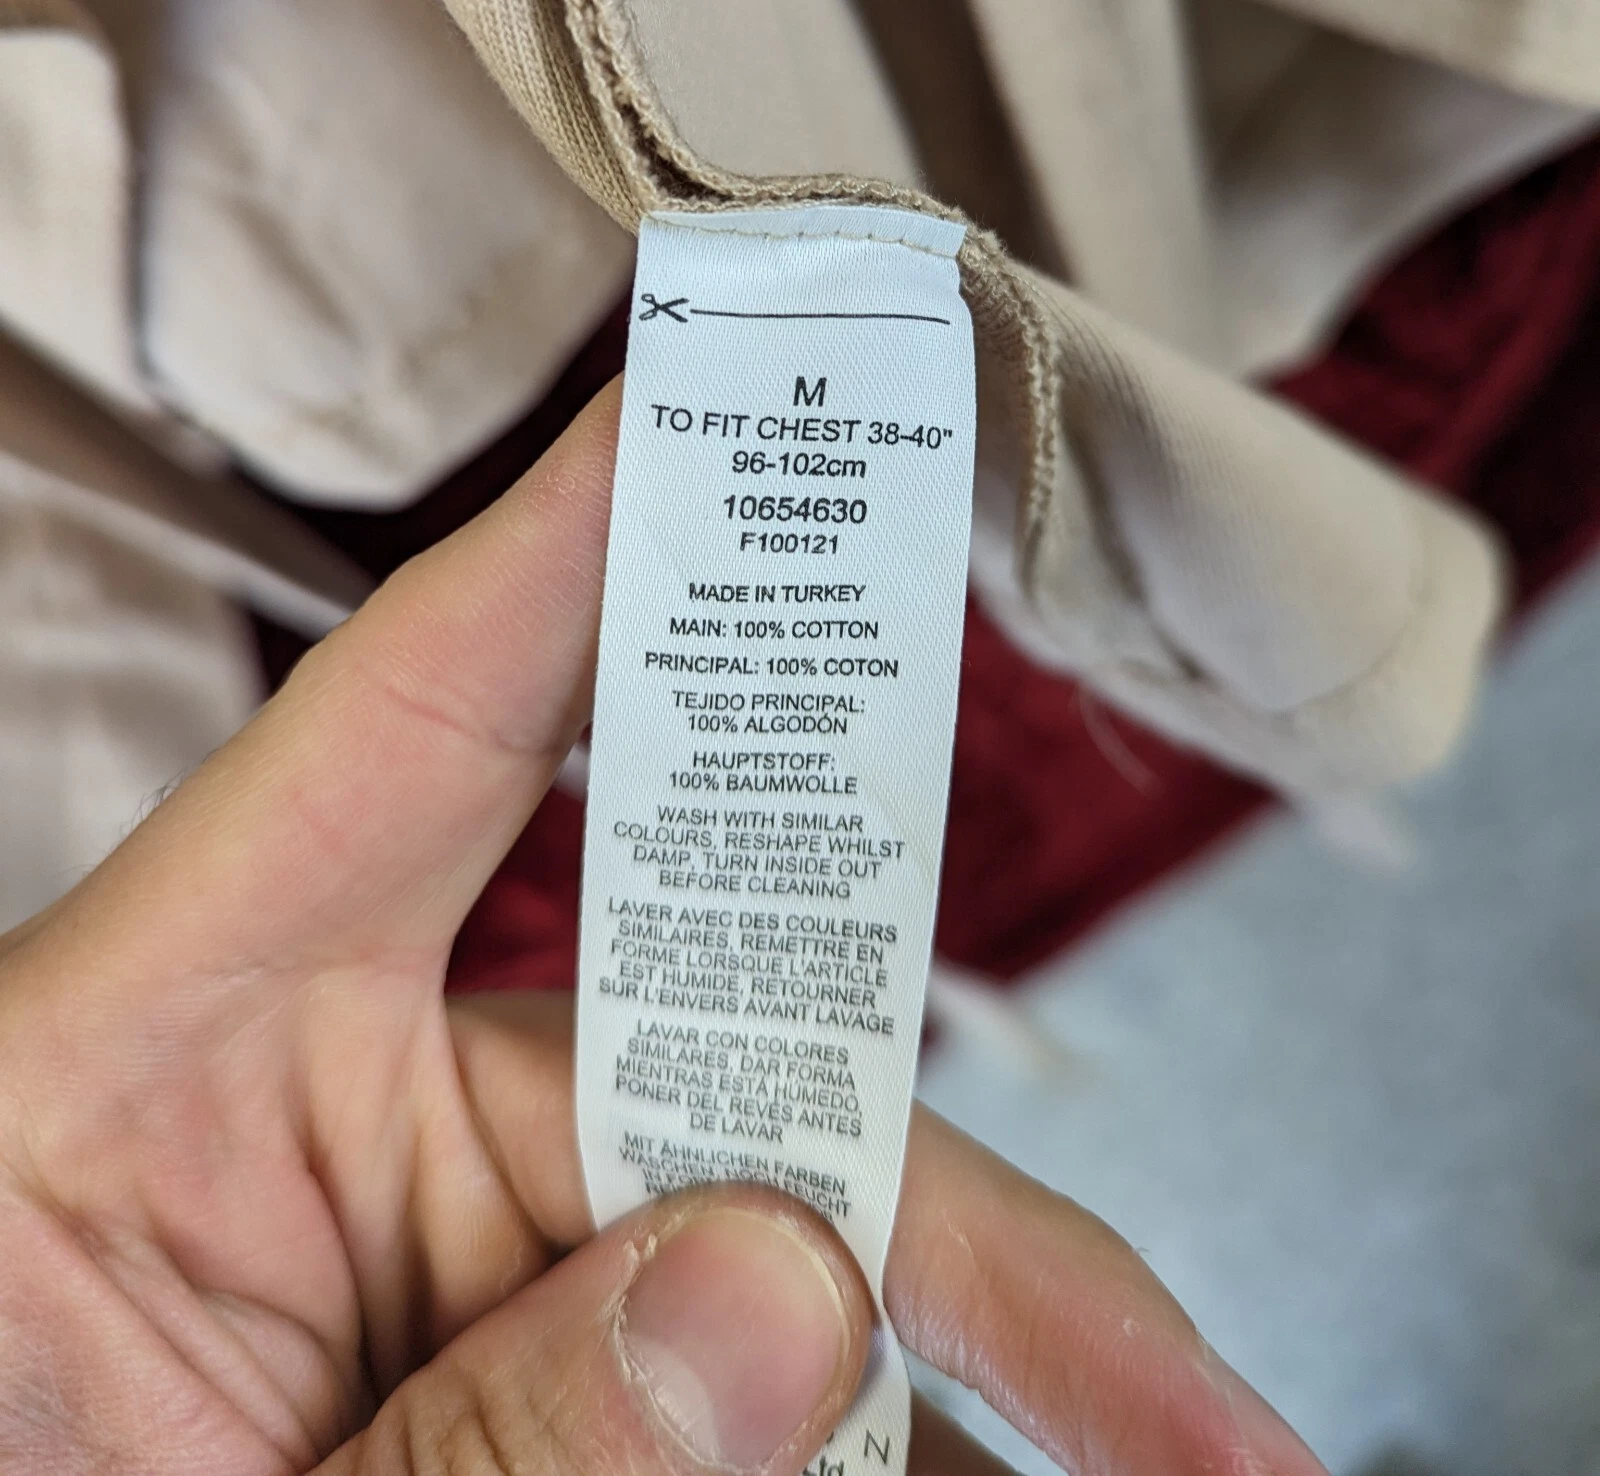 M
TO FIT CHEST 38-40"
96-102cm
10654630
F100121
MADE IN TURKEY
MAIN: 100% COTTON
PRINCIPAL: 100% COTON
TEJIDO PRINCIPAL:
100% ALGODÓN
HAUPTSTOFF:
100% BAUMWOLLE
WASH WITH SIMILAR
COLOURS, RESHAPE WHILST
DAMP, TURN INSIDE OUT
BEFORE CLEANING
LAVER AVEC DES COULEURS
SIMILAIRES, REMETTRE EN
FORME LORSQUE L'ARTICLE
EST HUMIDE, RETOURNER
SUR L'ENVERS AVANT LAVAGE
LAVAR CON COLORES
SIMILARES, DAR FORMA
MIENTRAS ESTÁ HÚMEDO,
PONER DEL REVÉS ANTES
DE LAVAR
MIT ÄHNLICHEN FARBEN
WASCHEN, NOCH FEUCHT
IN
N